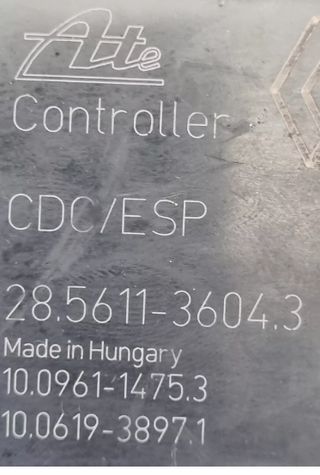 Ate
Controller
CDC/ESP
28.5611-3604.3
Made in Hungary
10.0961-1475.3
10.0619-3897.1